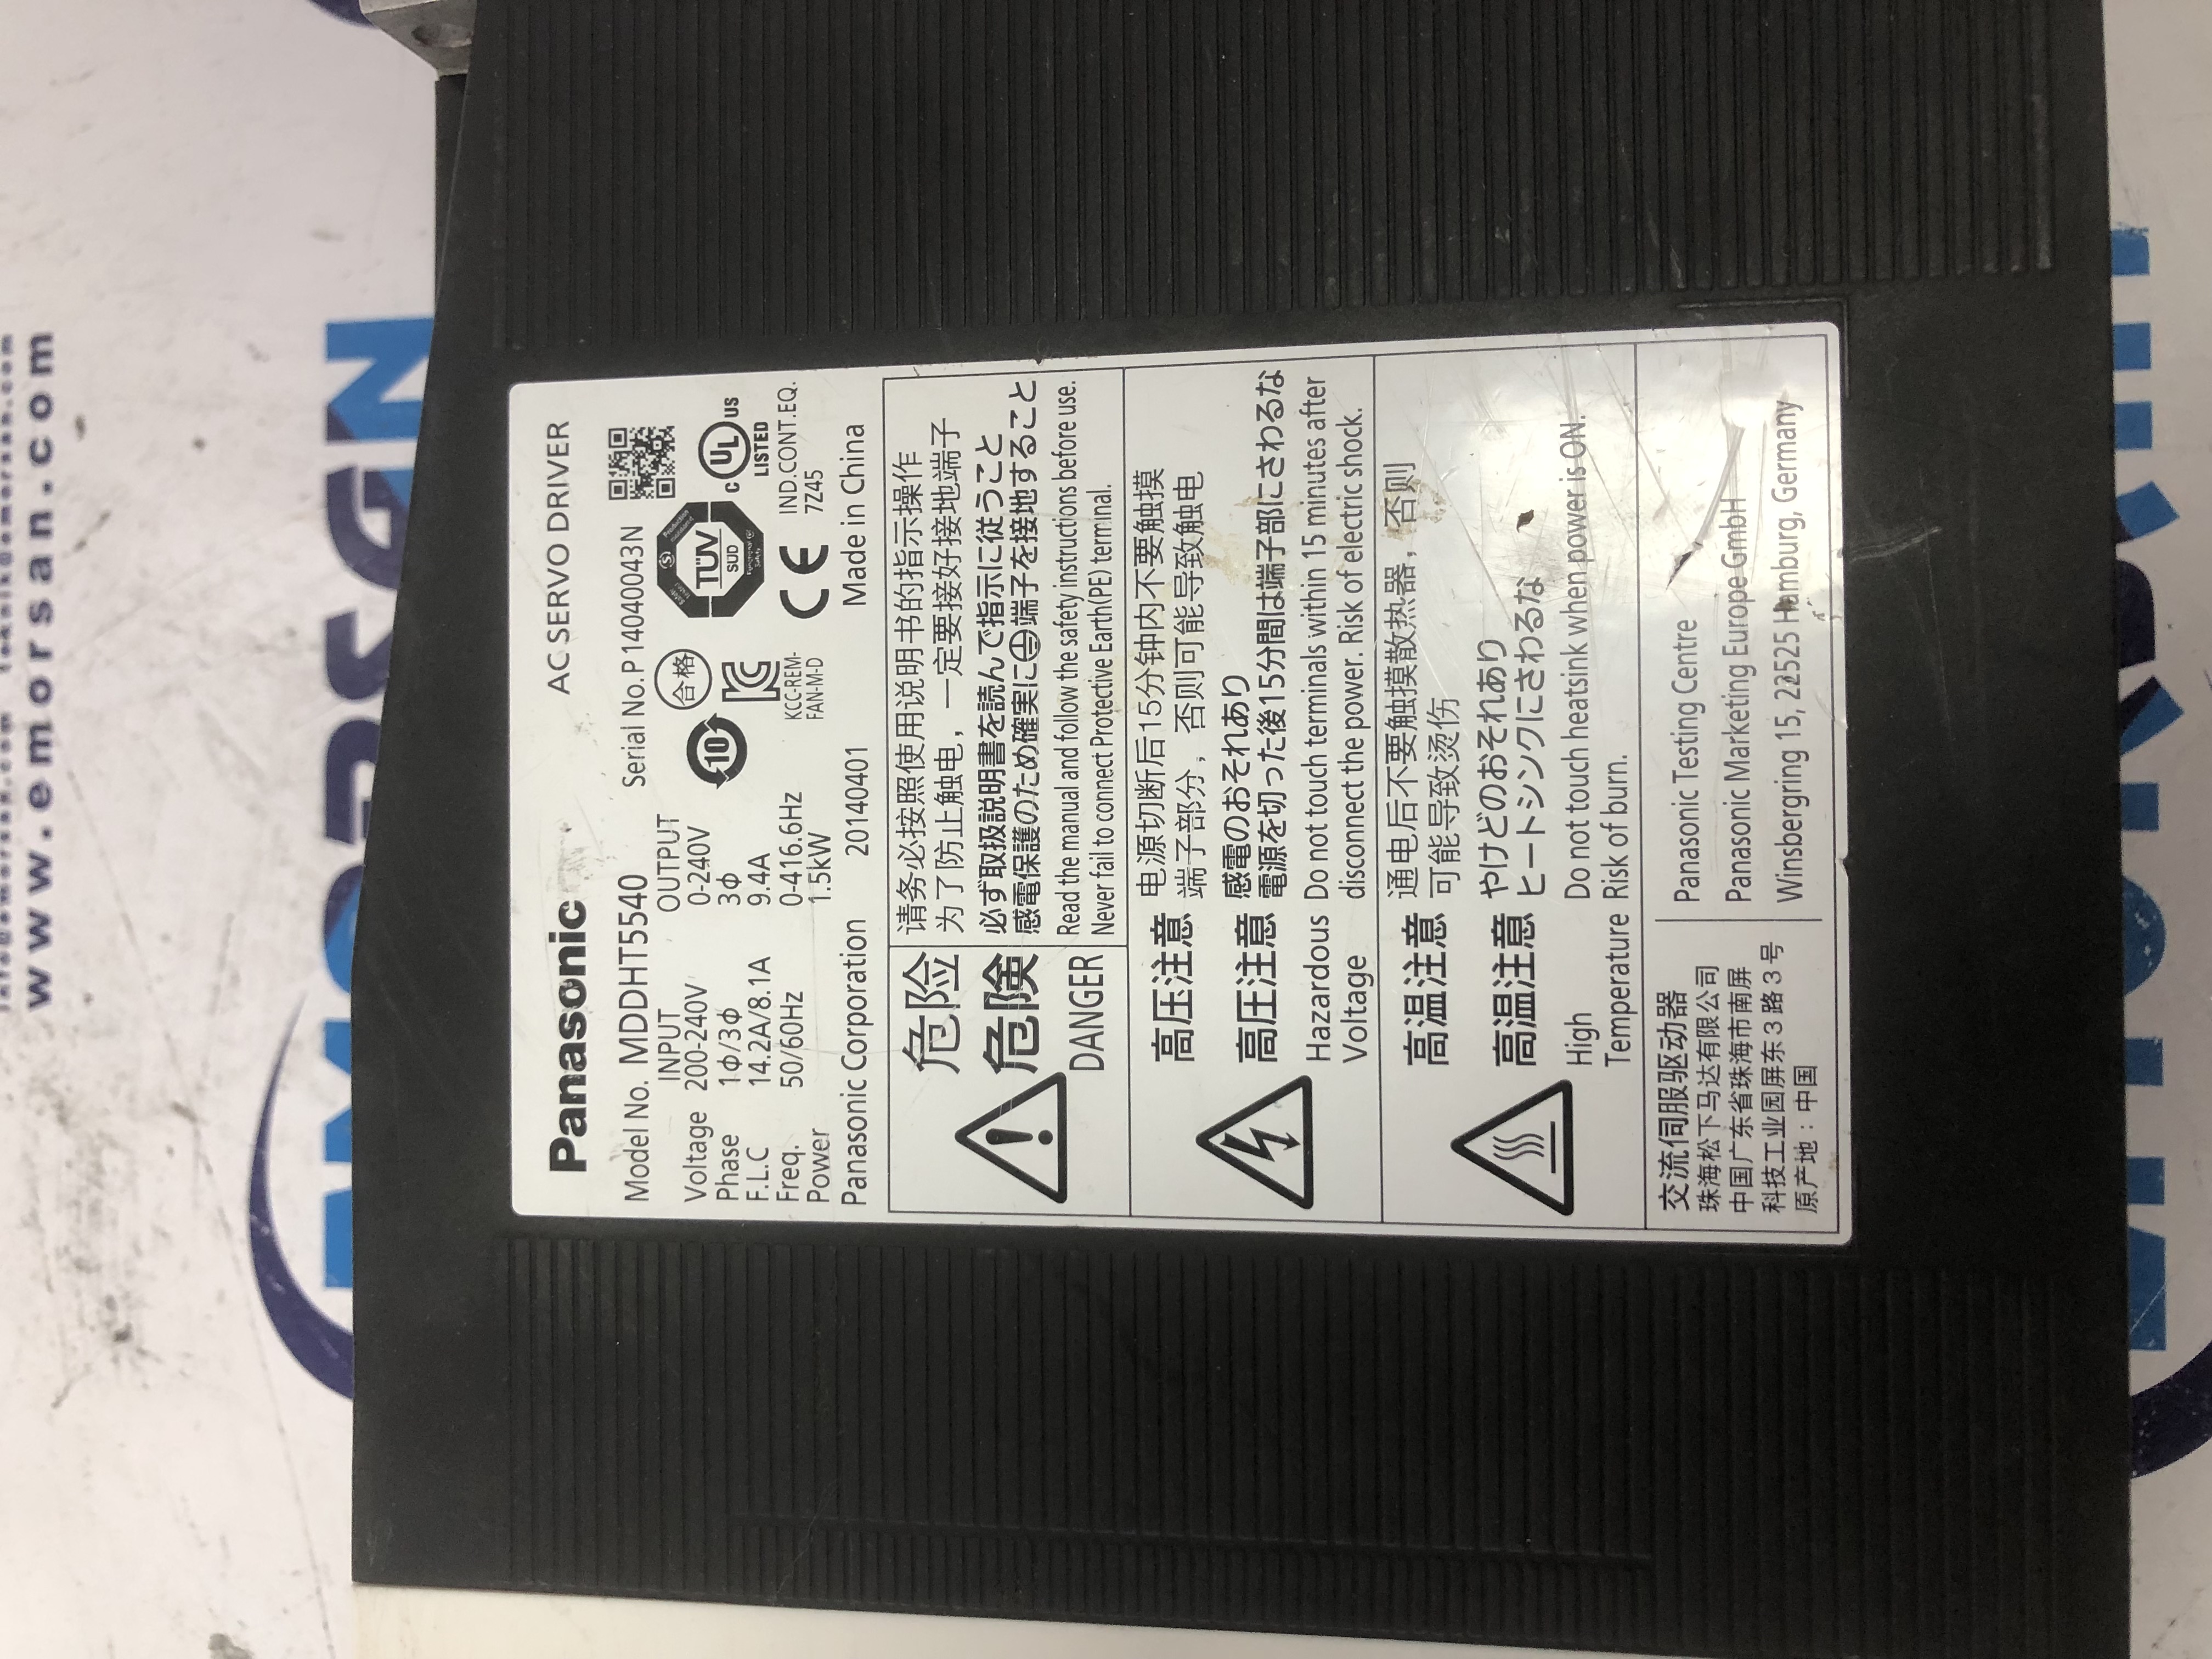 www.emorsan.com
Panasonic AC SERVO DRIVER
Model No. MDDHT5540 Serial No.P14040043N
INPUT OUTPUT
Voltage 200-240V 0-240V
Phase 1ϕ/3ϕ 3ϕ
F.L.C 14.2A/8.1A 9.4A
Freq. 50/60Hz 0-416.6Hz
Power 1.5kW
10
合格
KCC-REM-
FAN-M-D
TÜV
SÜD
CE
C UL US
LISTED
IND.CONT.EQ.
7Z45
Panasonic Corporation 20140401 Made in China
危险
请务必按照使用说明书的指示操作
为了防止触电，一定要接好接地端子
危険
必ず取扱説明書を読んで指示に従うこと
感電保護のため確実に⏚端子を接地すること
DANGER
Read the manual and follow the safety instructions before use.
Never fail to connect Protective Earth(PE) terminal.
高压注意
电源切断后15分钟内不要触摸
端子部分，否则可能导致触电
高圧注意
感電のおそれあり
電源を切った後15分間は端子部にさわるな
Hazardous
Voltage
Do not touch terminals within 15 minutes after
disconnect the power. Risk of electric shock.
高温注意
通电后不要触摸散热器，否则
可能导致烫伤
高温注意
やけどのおそれあり
ヒートシンクにさわるな
High
Temperature
Do not touch heatsink when power is ON.
Risk of burn.
交流伺服驱动器
珠海松下马达有限公司
中国广东省珠海市南屏
科技工业园屏东3路3号
原产地：中国
Panasonic Testing Centre
Panasonic Marketing Europe GmbH
Winsbergring 15, 22525 Hamburg, Germany